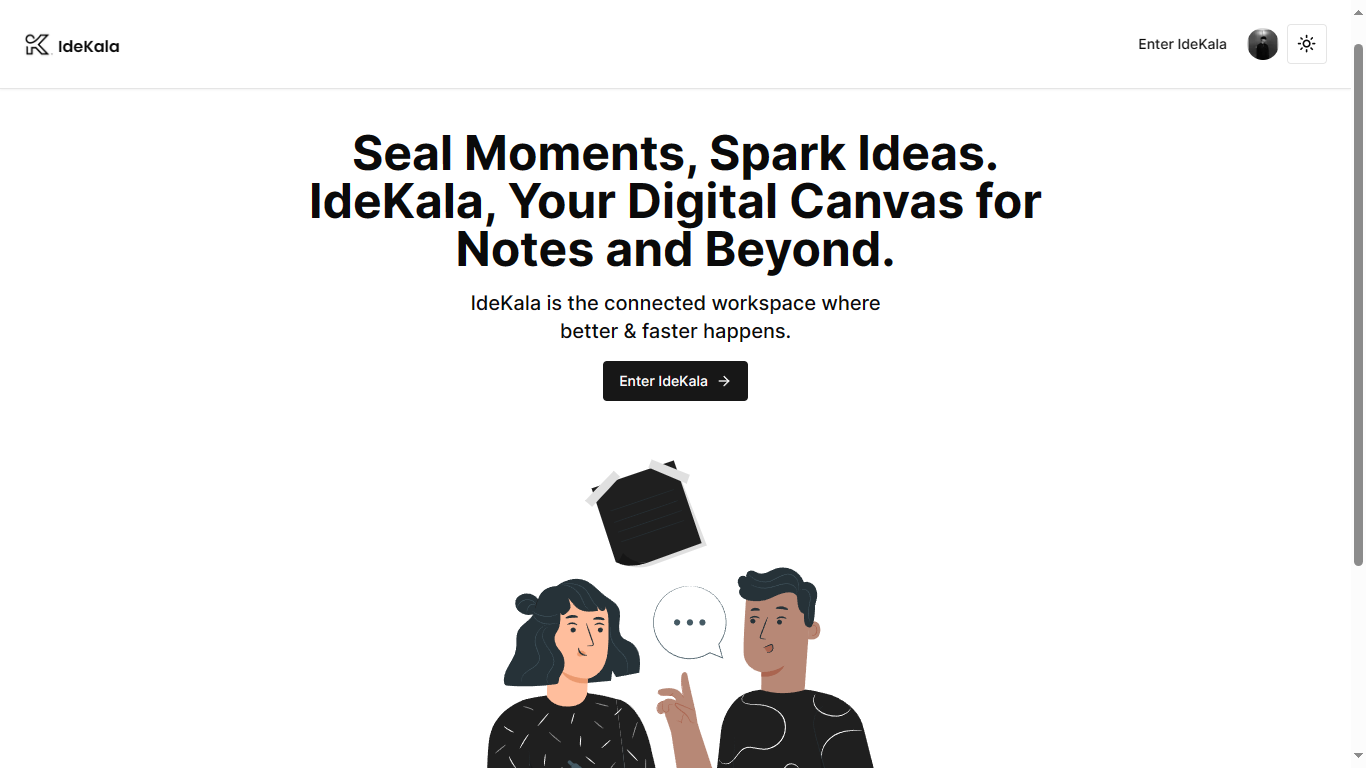 IdeKala
Enter IdeKala
Seal Moments, Spark Ideas.
IdeKala, Your Digital Canvas for
Notes and Beyond.
IdeKala is the connected workspace where
better & faster happens.
Enter IdeKala